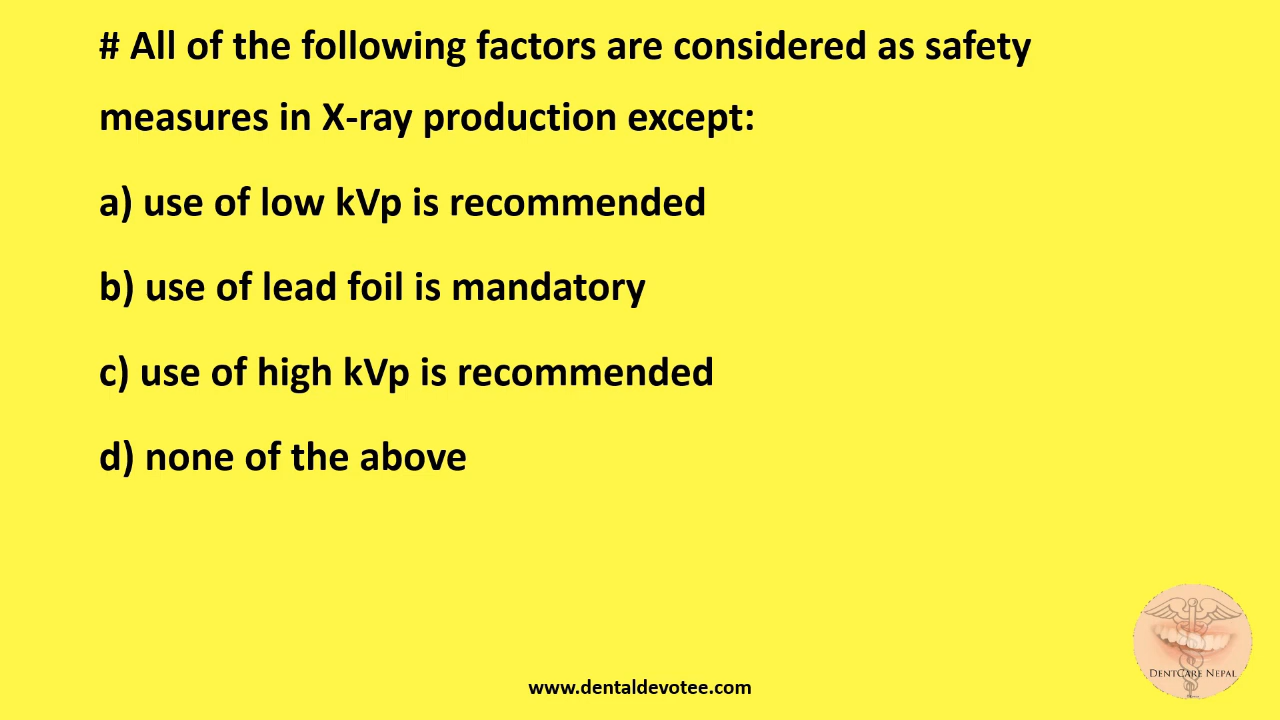 # All of the following factors are considered as safety
measures in X-ray production except:
a) use of low kVp is recommended
b) use of lead foil is mandatory
c) use of high kVp is recommended
d) none of the above
DENTCARE NEPAL
www.dentaldevotee.com